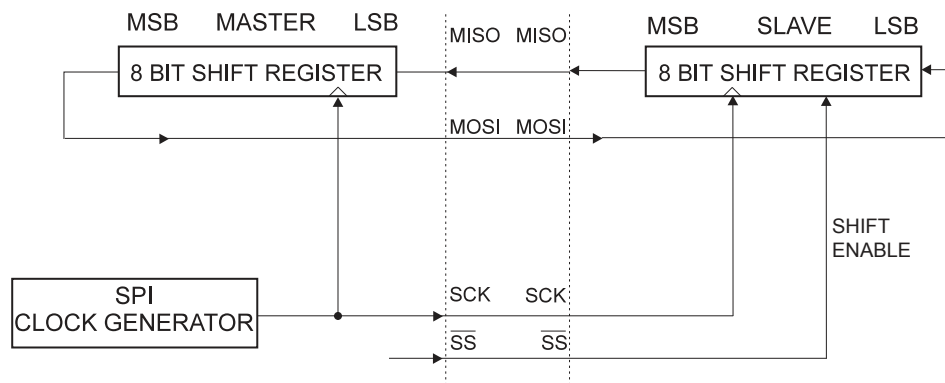 MSB MASTER LSB
MSB SLAVE LSB
MISO MISO
8 BIT SHIFT REGISTER
8 BIT SHIFT REGISTER
MOSI MOSI
SHIFT
ENABLE
SPI
CLOCK GENERATOR
SCK SCK
SS SS